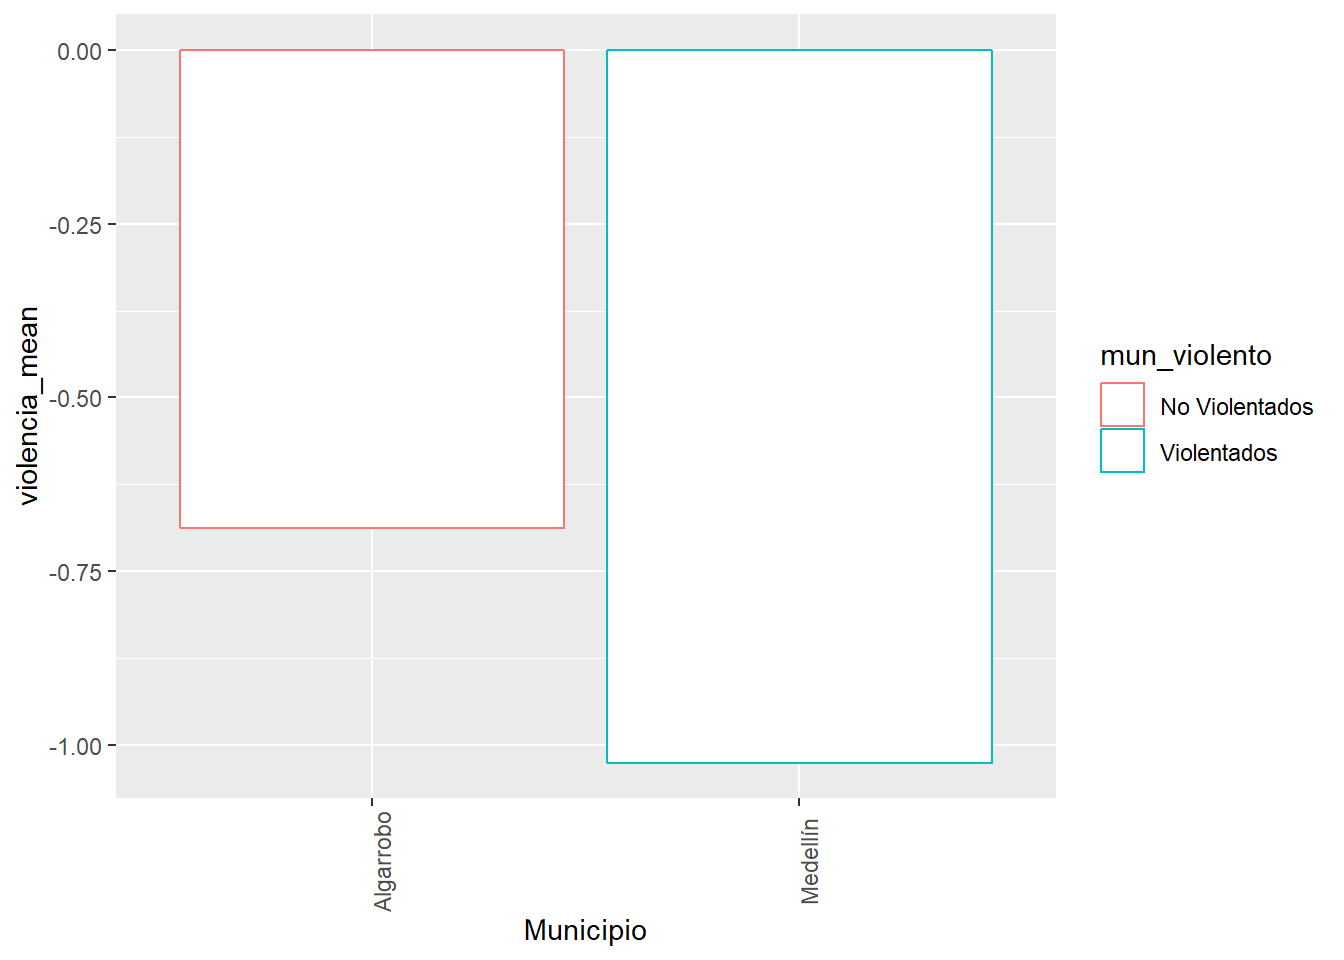 violencia_mean
0.00
-0.25
-0.50
-0.75
-1.00
Algarrobo
Medellín
Municipio
mun_violento
No Violentados
Violentados